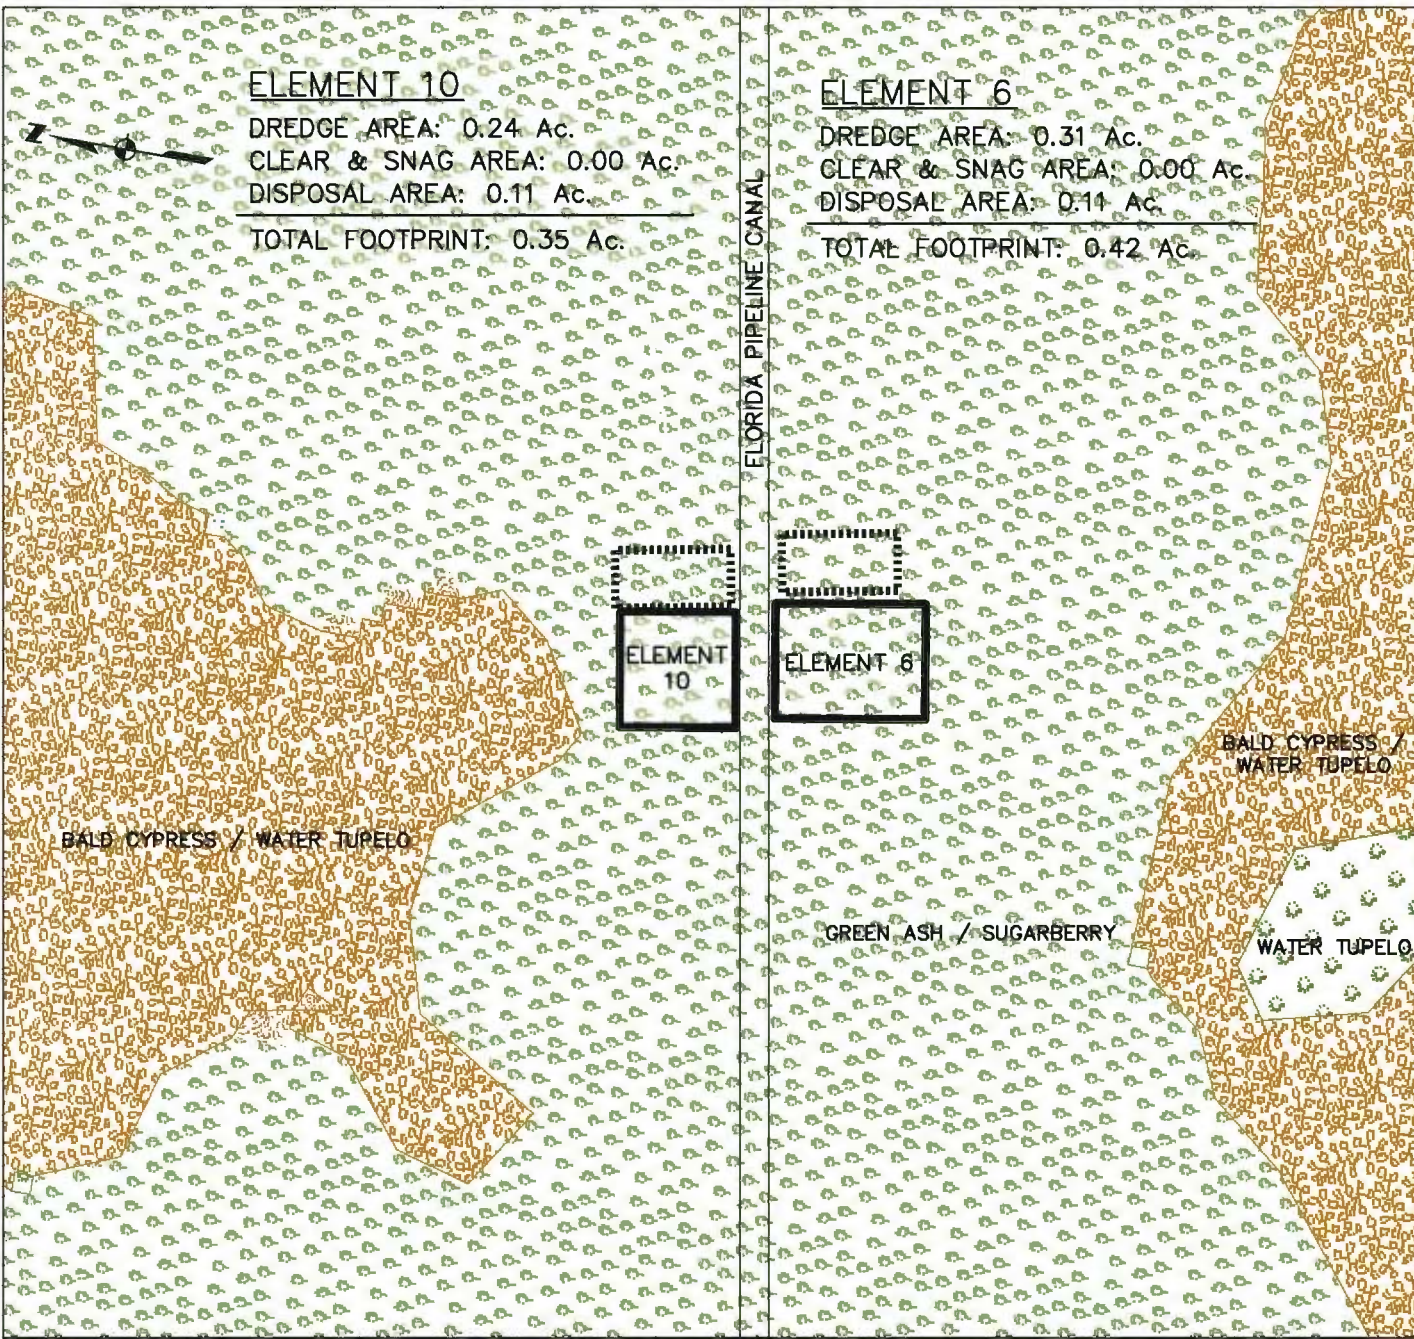 ELEMENT 10
DREDGE AREA: 0.24 Ac.
CLEAR & SNAG AREA: 0.00 Ac.
DISPOSAL AREA: 0.11 Ac.
TOTAL FOOTPRINT: 0.35 Ac.
ELEMENT 6
DREDGE AREA: 0.31 Ac.
CLEAR & SNAG AREA: 0.00 Ac.
DISPOSAL AREA: 0.11 Ac.
TOTAL FOOTPRINT: 0.42 Ac.
Z
FLORIDA PIPELINE CANAL
ELEMENT
10
ELEMENT 6
BALD CYPRESS /
WATER TUPELO
BALD CYPRESS / WATER TUPELO
GREEN ASH / SUGARBERRY
WATER TUPELO